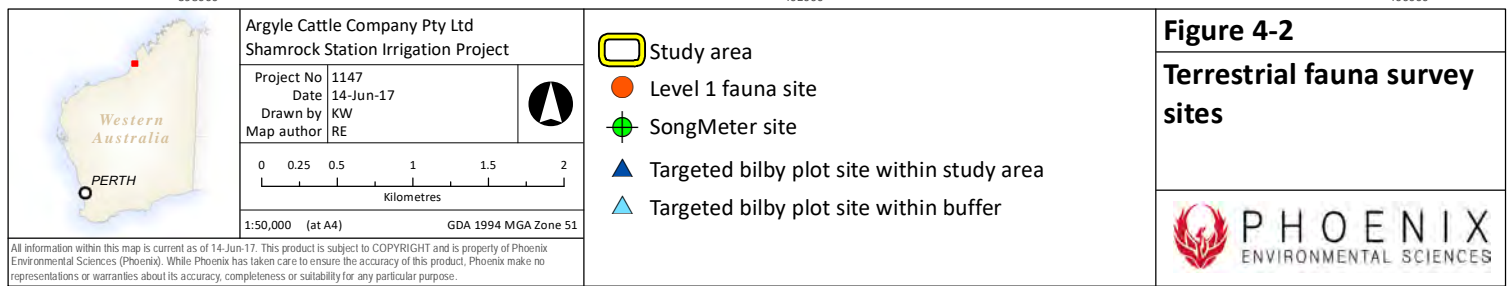 Western
Australia
PERTH
Argyle Cattle Company Pty Ltd
Shamrock Station Irrigation Project
Project No 1147
Date 14-Jun-17
Drawn by KW
Map author RE
0 0.25 0.5 1 1.5 2
Kilometres
1:50,000 (at A4) GDA 1994 MGA Zone 51
All information within this map is current as of 14-Jun-17. This product is subject to COPYRIGHT and is property of Phoenix
Environmental Sciences (Phoenix). While Phoenix has taken care to ensure the accuracy of this product, Phoenix make no
representations or warranties about its accuracy, completeness or suitability for any particular purpose.
Study area
Level 1 fauna site
SongMeter site
Targeted bilby plot site within study area
Targeted bilby plot site within buffer
Figure 4-2
Terrestrial fauna survey
sites
PHOENIX
ENVIRONMENTAL SCIENCES